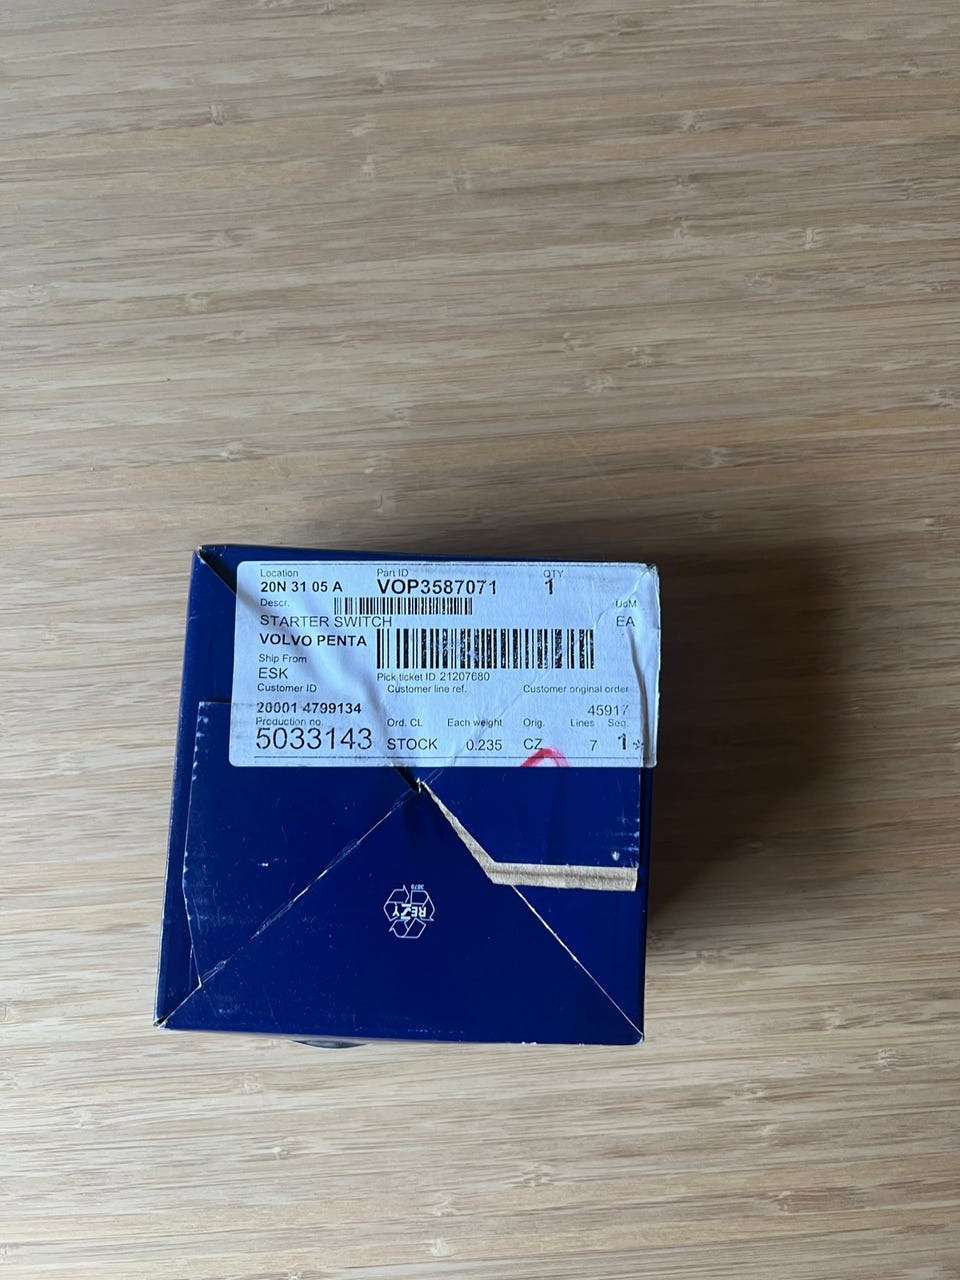 Location Part ID QTY
20N 31 05 A VOP3587071 1
Descr. UoM
STARTER SWITCH EA
VOLVO PENTA
Ship From
ESK Pick ticket ID 21207680
Customer ID Customer line ref. Customer original order
20001 4799134 45917
Production no. Ord. CL Each weight Orig. Lines Seq.
5033143 STOCK 0.235 CZ 7 1*
REZY
3879